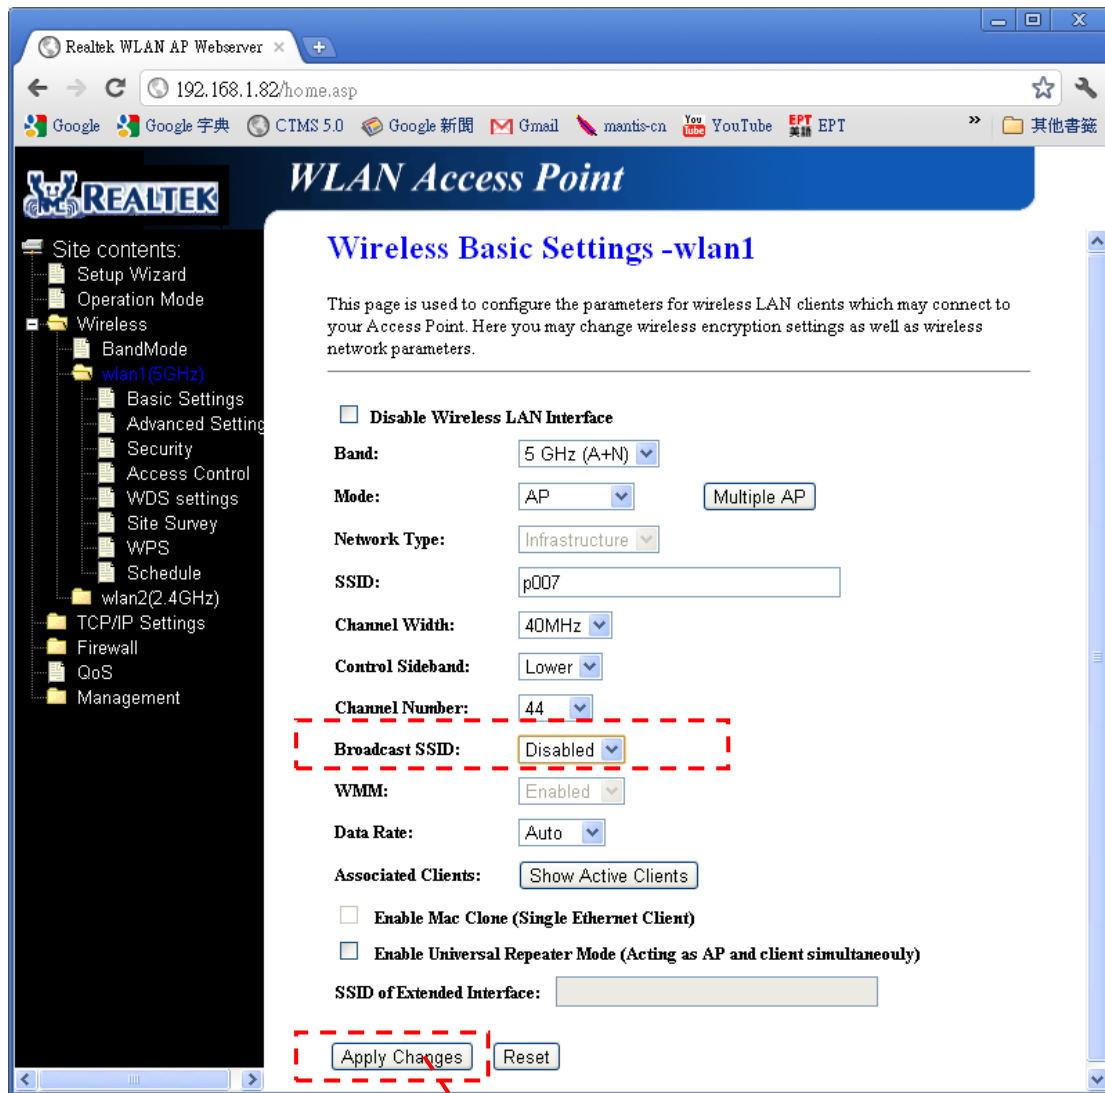 Realtek WLAN AP Webserver
192.168.1.82/home.asp
Google Google 字典 CTMS 5.0 Google 新聞 Gmail mantis-cn You Tube YouTube EPT 英語 EPT » 其他書籤
REALTEK
WLAN Access Point
Site contents:
Setup Wizard
Operation Mode
Wireless
BandMode
wlan1(5GHz)
Basic Settings
Advanced Setting
Security
Access Control
WDS settings
Site Survey
WPS
Schedule
wlan2(2.4GHz)
TCP/IP Settings
Firewall
QoS
Management
Wireless Basic Settings -wlan1
This page is used to configure the parameters for wireless LAN clients which may connect to
your Access Point. Here you may change wireless encryption settings as well as wireless
network parameters.
Disable Wireless LAN Interface
Band: 5 GHz (A+N)
Mode: AP Multiple AP
Network Type: Infrastructure
SSID: p007
Channel Width: 40MHz
Control Sideband: Lower
Channel Number: 44
Broadcast SSID: Disabled
WMM: Enabled
Data Rate: Auto
Associated Clients: Show Active Clients
Enable Mac Clone (Single Ethernet Client)
Enable Universal Repeater Mode (Acting as AP and client simultaneouly)
SSID of Extended Interface:
Apply Changes Reset